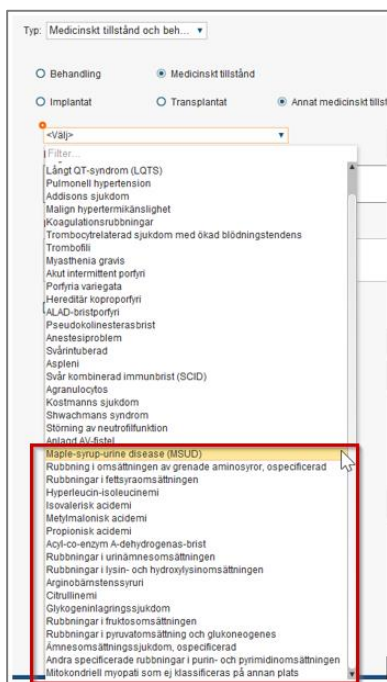 Typ: Medicinskt tillstånd och beh...
Behandling Medicinskt tillstånd
Implantat Transplantat Annat medicinskt tillst
<Välj>
Filter...
Långt QT-syndrom (LQTS)
Pulmonell hypertension
Addisons sjukdom
Malign hypertermikänslighet
Koagulationsrubbningar
Trombocytrelaterad sjukdom med ökad blödningstendens
Trombofili
Myasthenia gravis
Akut intermittent porfyri
Porfyria variegata
Hereditär koproporfyri
ALAD-bristporfyri
Pseudokolinesterasbrist
Anestesiproblem
Svårintuberad
Aspleni
Svår kombinerad immunbrist (SCID)
Agranulocytos
Kostmanns sjukdom
Shwachmans syndrom
Störning av neutrofilfunktion
Anlagd AV-fistel
Maple-syrup-urine disease (MSUD)
Rubbning i omsättningen av grenade aminosyror, ospecificerad
Rubbningar i fettsyraomsättningen
Hyperleucin-isoleucinemi
Isovalerisk acidemi
Metylmalonisk acidemi
Propionisk acidemi
Acyl-co-enzym A-dehydrogenas-brist
Rubbningar i urinämnesomsättningen
Rubbningar i lysin- och hydroxylysinomsättningen
Arginobärnstenssyruri
Citrullinemi
Glykogeninlagringssjukdom
Rubbningar i fruktosomsättningen
Rubbningar i pyruvatomsättning och glukoneogenes
Ämnesomsättningssjukdom, ospecificerad
Andra specificerade rubbningar i purin- och pyrimidinomsättningen
Mitokondriell myopati som ej klassificeras på annan plats